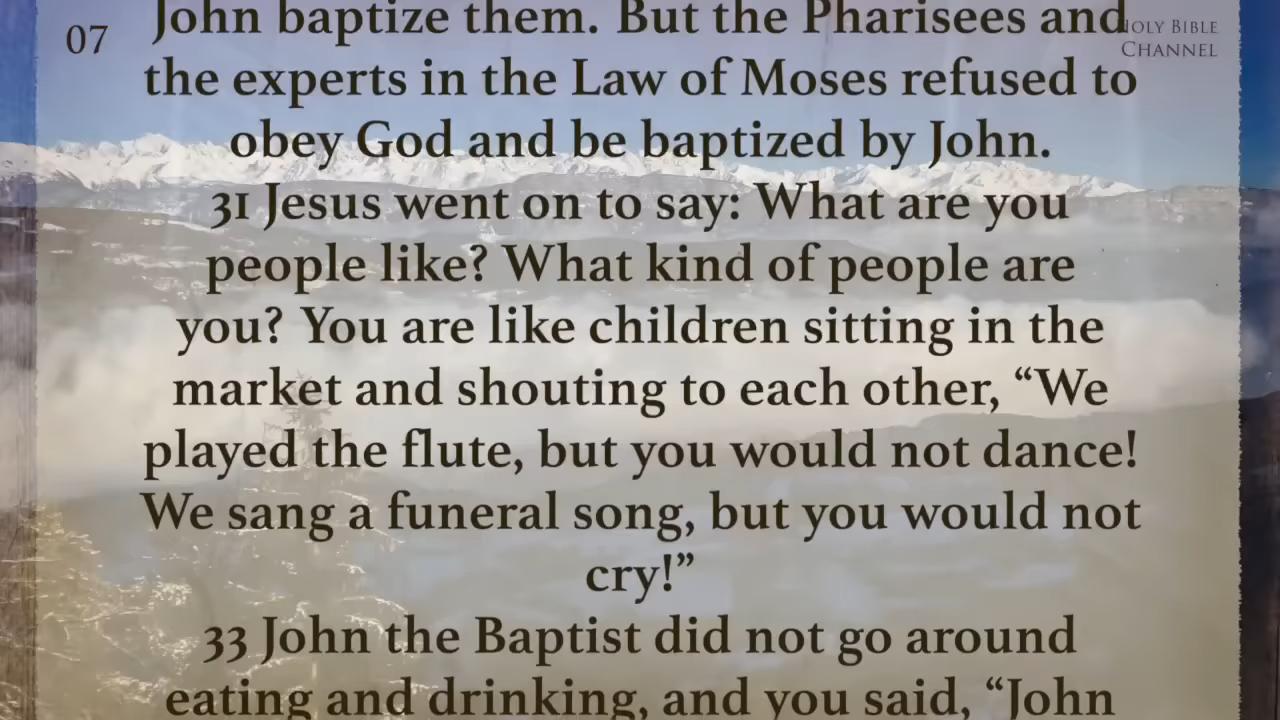 07
HOLY BIBLE
CHANNEL
John baptize them. But the Pharisees and
the experts in the Law of Moses refused to
obey God and be baptized by John.
31 Jesus went on to say: What are you
people like? What kind of people are
you? You are like children sitting in the
market and shouting to each other, “We
played the flute, but you would not dance!
We sang a funeral song, but you would not
cry!”
33 John the Baptist did not go around
eating and drinking, and you said, “John